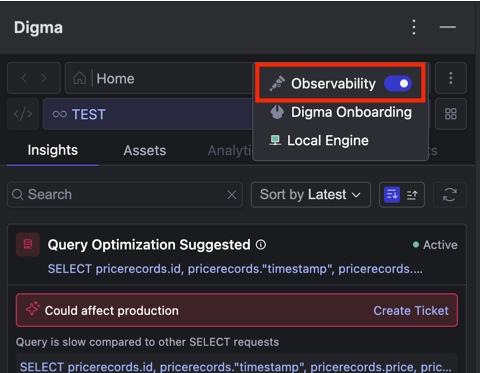 Digma
Home
Observability
Digma Onboarding
Local Engine
TEST
Insights
Assets
Analyti
s
Search
Sort by Latest
Query Optimization Suggested
Active
SELECT pricerecords.id, pricerecords."timestamp", pricerecords....
Could affect production
Create Ticket
Query is slow compared to other SELECT requests
SELECT pricerecords.id, pricerecords."timestamp", pricerecords.price, pric...